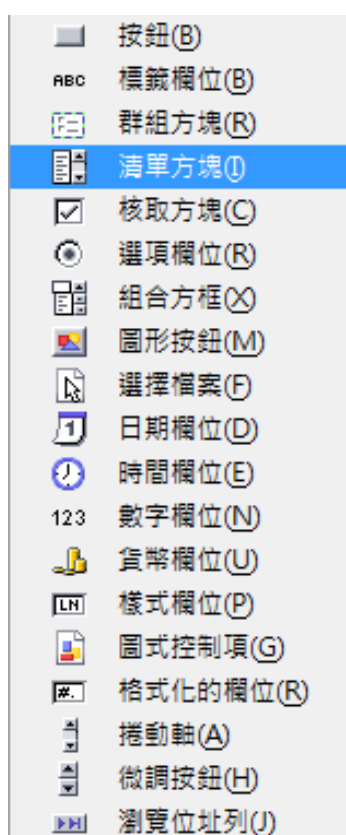 按鈕(B)
ABC 標籤欄位(B)
群組方塊(R)
清單方塊(I)
核取方塊(C)
選項欄位(R)
組合方框(X)
圖形按鈕(M)
選擇檔案(F)
1 日期欄位(D)
時間欄位(E)
123 數字欄位(N)
貨幣欄位(U)
LN 樣式欄位(P)
圖式控制項(G)
#. 格式化的欄位(R)
捲動軸(A)
微調按鈕(H)
瀏覽位址列(J)